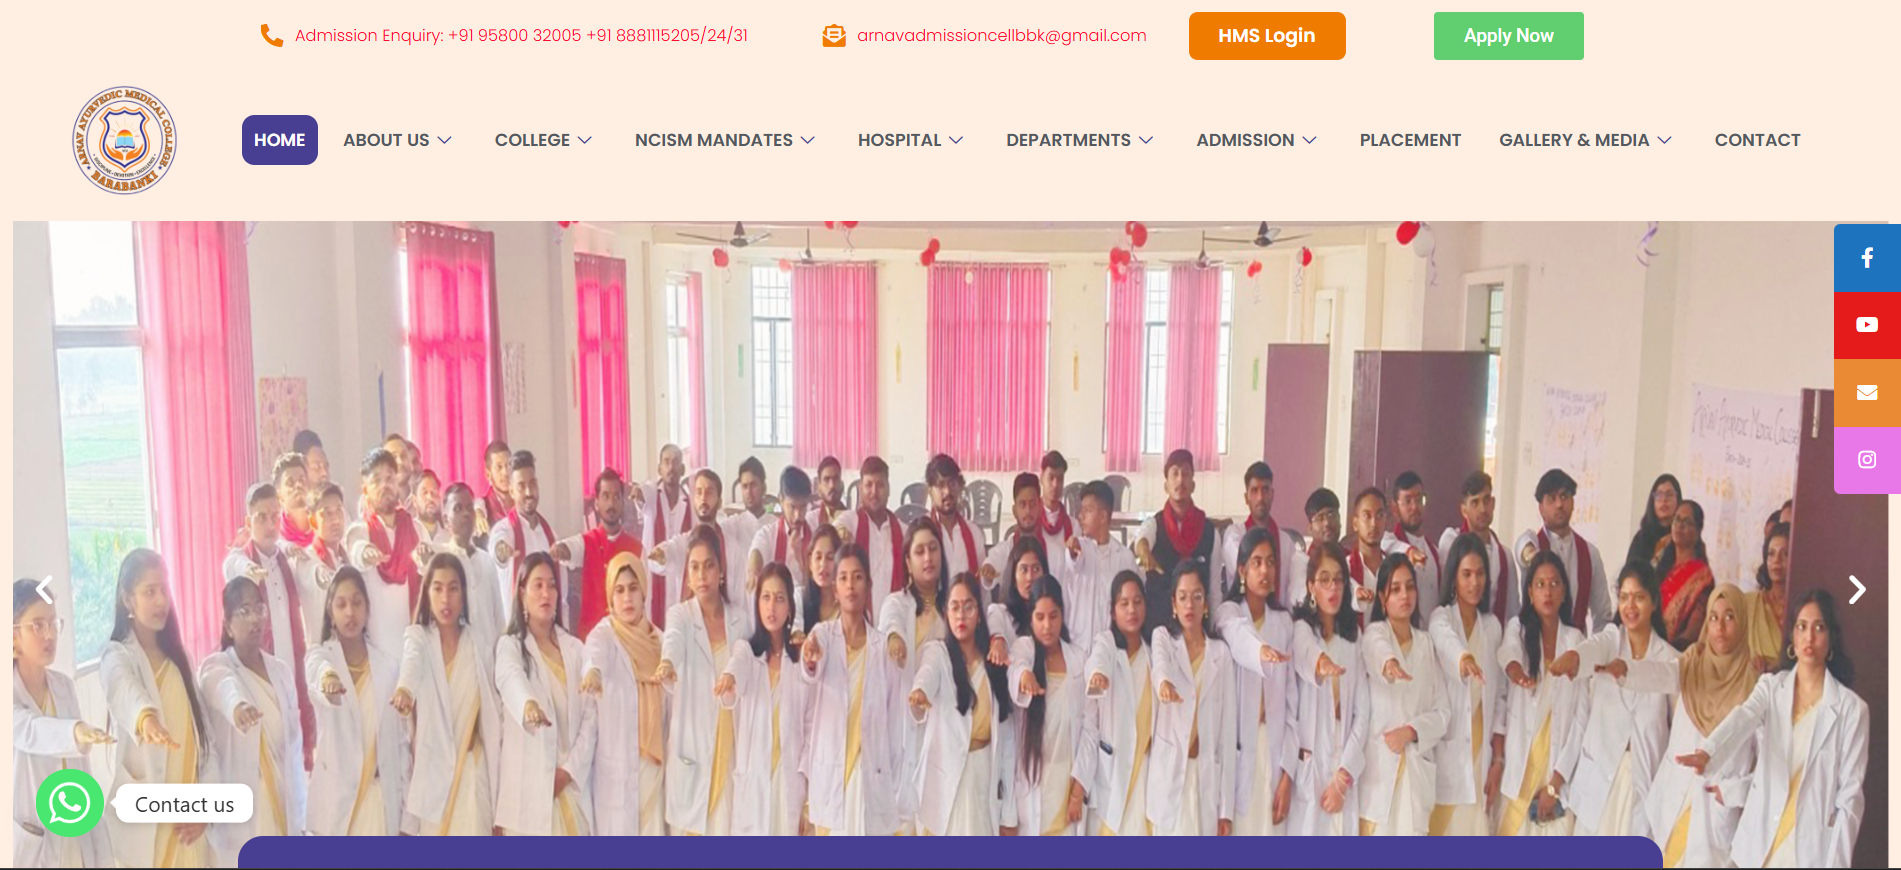 Admission Enquiry: +91 95800 32005 +91 8881115205/24/31
arnavadmissioncellbbk@gmail.com
HMS Login
Apply Now
ARNAV AYURVEDIC MEDICAL COLLEGE
BARABANKI
HOME
ABOUT US
COLLEGE
NCISM MANDATES
HOSPITAL
DEPARTMENTS
ADMISSION
PLACEMENT
GALLERY & MEDIA
CONTACT
Contact us